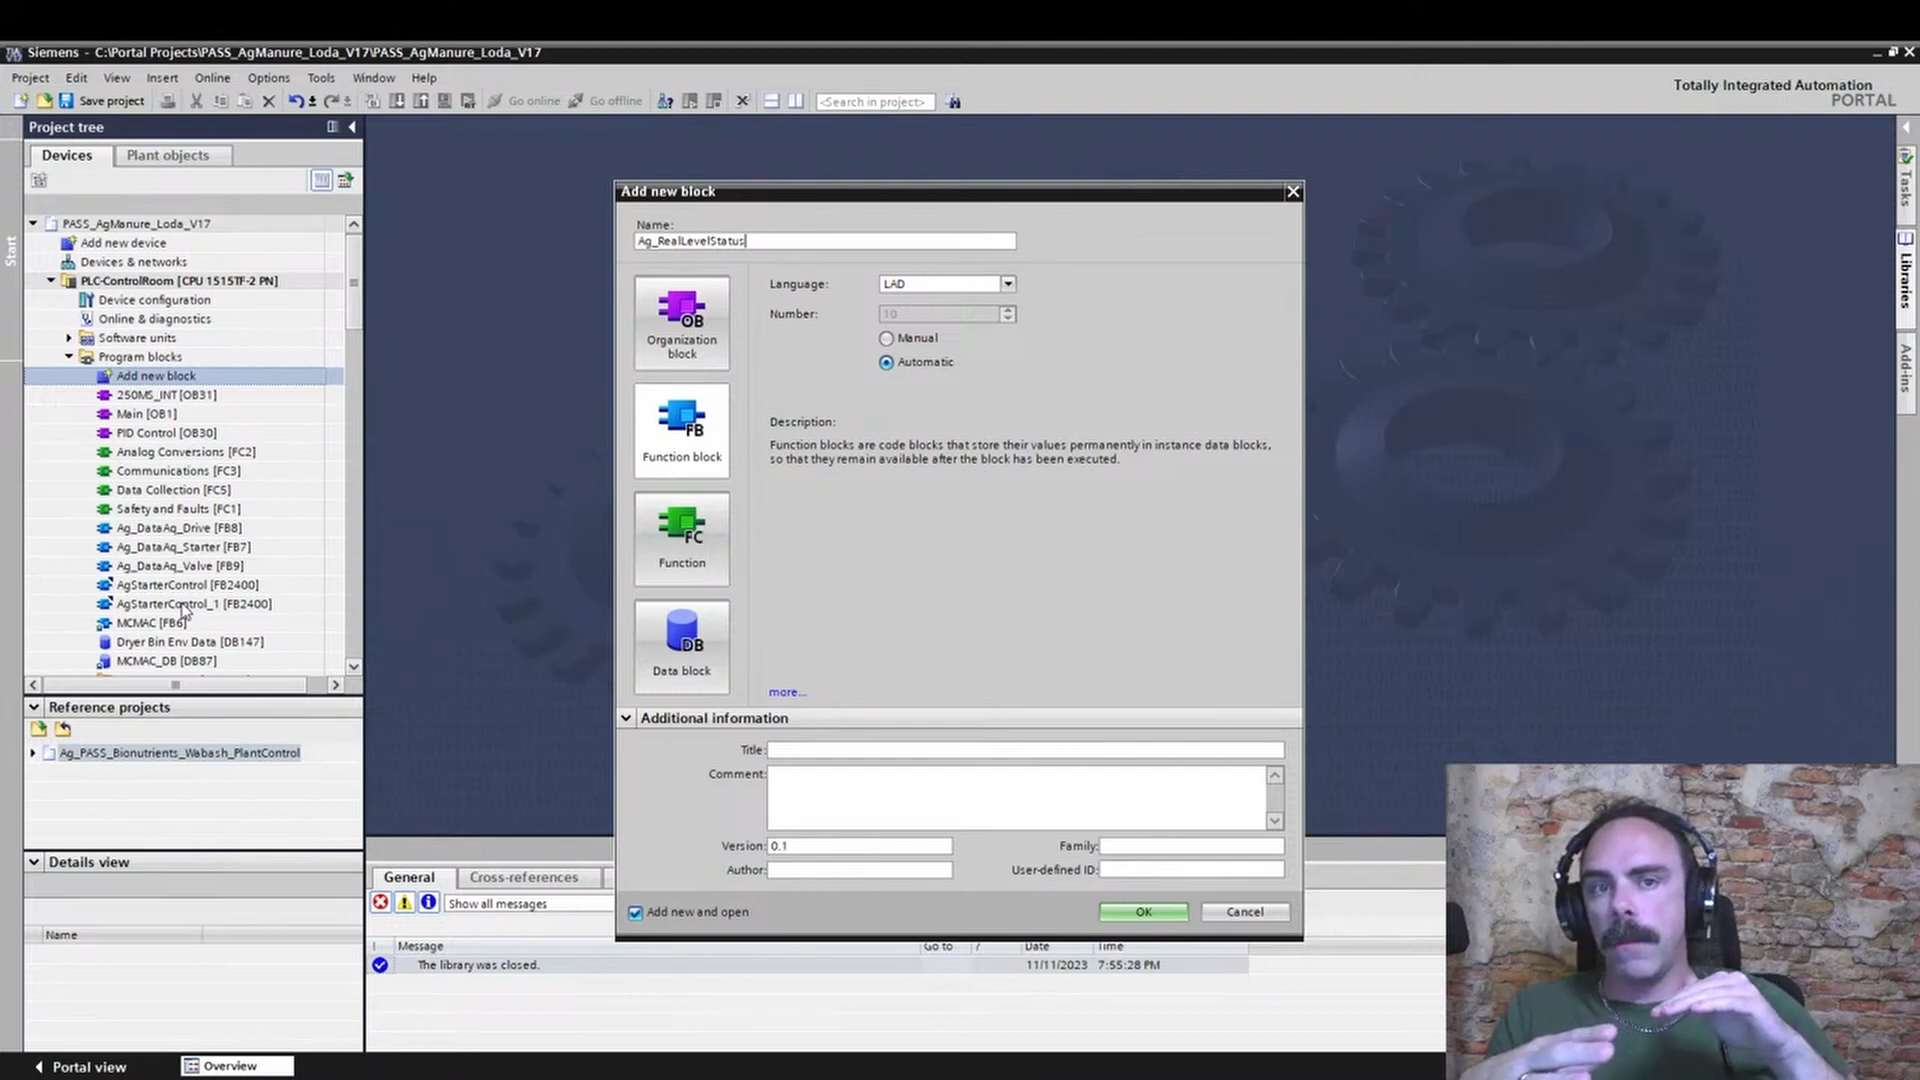 Siemens - C:\Portal Projects\PASS_AgManure_Loda_V17\PASS_AgManure_Loda_V17
Project Edit View Insert Online Options Tools Window Help
Totally Integrated Automation
PORTAL
Save project
Go online
Go offline
<Search in project>
Project tree
Devices
Plant objects
Start
PASS_AgManure_Loda_V17
Add new device
Devices & networks
PLC-ControlRoom [CPU 1515TF-2 PN]
Device configuration
Online & diagnostics
Software units
Program blocks
Add new block
250MS_INT [OB31]
Main [OB1]
PID Control [OB30]
Analog Conversions [FC2]
Communications [FC3]
Data Collection [FC5]
Safety and Faults [FC1]
Ag_DataAq_Drive [FB8]
Ag_DataAq_Starter [FB7]
Ag_DataAq_Valve [FB9]
AgStarterControl [FB2400]
AgStarterControl_1 [FB2400]
MCMAC [FB6]
Dryer Bin Env Data [DB147]
MCMAC_DB [DB87]
Reference projects
Ag_PASS_Bionutrients_Wabash_PlantControl
Details view
Name
Portal view
Overview
Add new block
Name:
Ag_RealLevelStatus
OB
Organization
block
FB
Function block
FC
Function
DB
Data block
Language:
LAD
Number:
10
Manual
Automatic
Description:
Function blocks are code blocks that store their values permanently in instance data blocks,
so that they remain available after the block has been executed.
more...
Additional information
Title:
Comment:
Version: 0.1
Family:
Author:
User-defined ID:
Add new and open
OK
Cancel
General
Cross-references
Show all messages
! Message Go to ? Date Time
The library was closed. 11/11/2023 7:55:28 PM
Tasks
Libraries
Add-ins